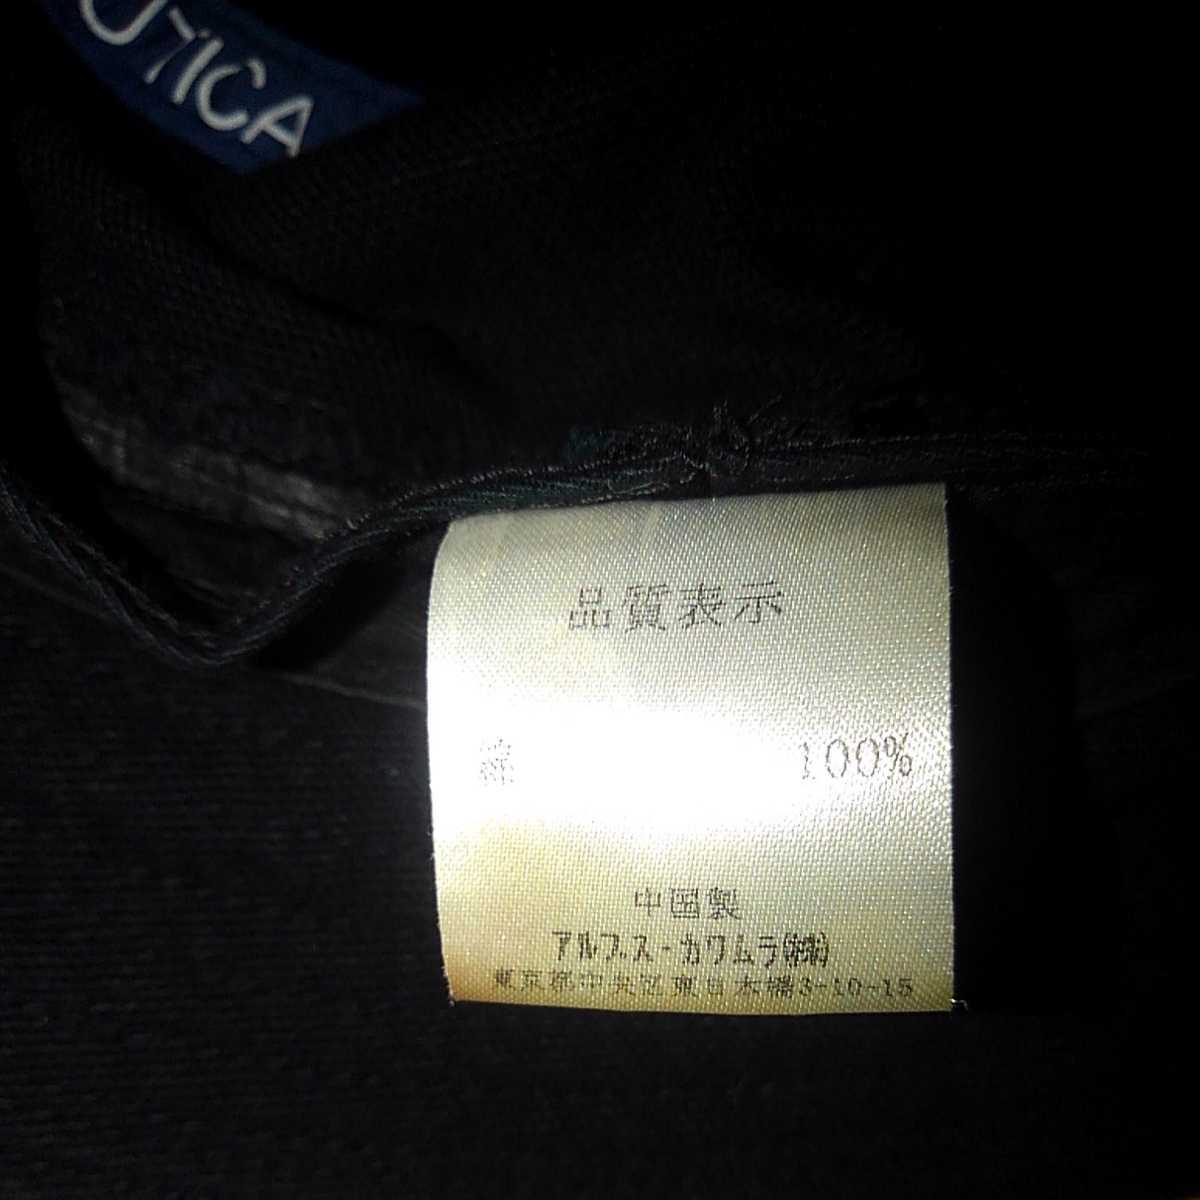 UTICA
品質表示
綿 100%
中国製
アルプス・カワムラ(株)
東京都中央区東日本橋3-10-15